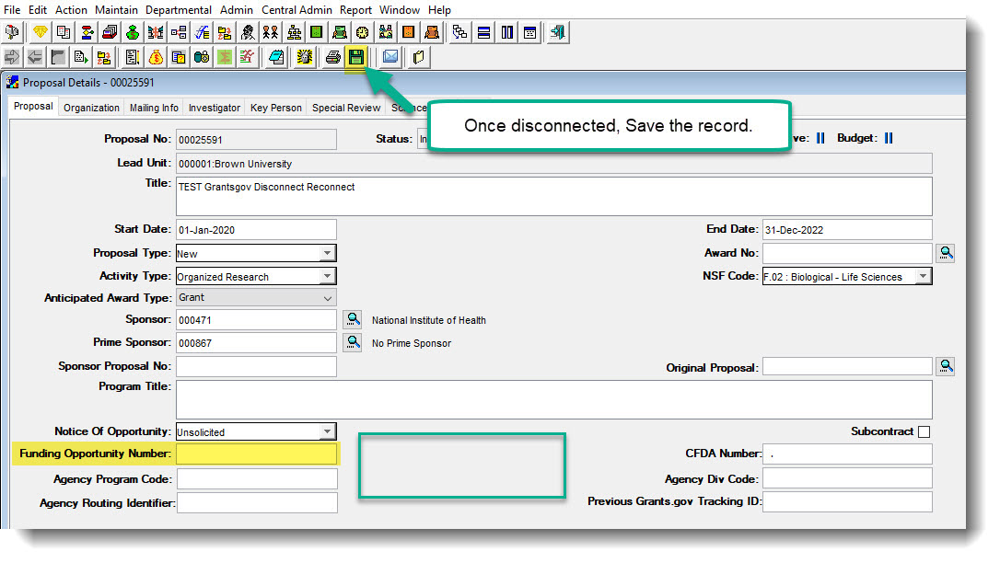 File Edit Action Maintain Departmental Admin Central Admin Report Window Help
Proposal Details - 00025591
Proposal Organization Mailing Info Investigator Key Person Special Review
Once disconnected, Save the record.
Proposal No: 00025591 Status: Budget:
Lead Unit: 000001:Brown University
Title: TEST Grantsgov Disconnect Reconnect
Start Date: 01-Jan-2020 End Date: 31-Dec-2022
Proposal Type: New Award No:
Activity Type: Organized Research NSF Code: F.02 : Biological - Life Sciences
Anticipated Award Type: Grant
Sponsor: 000471 National Institute of Health
Prime Sponsor: 000867 No Prime Sponsor
Sponsor Proposal No: Original Proposal:
Program Title:
Notice Of Opportunity: Unsolicited Subcontract
Funding Opportunity Number: CFDA Number: .
Agency Program Code: Agency Div Code:
Agency Routing Identifier: Previous Grants.gov Tracking ID: